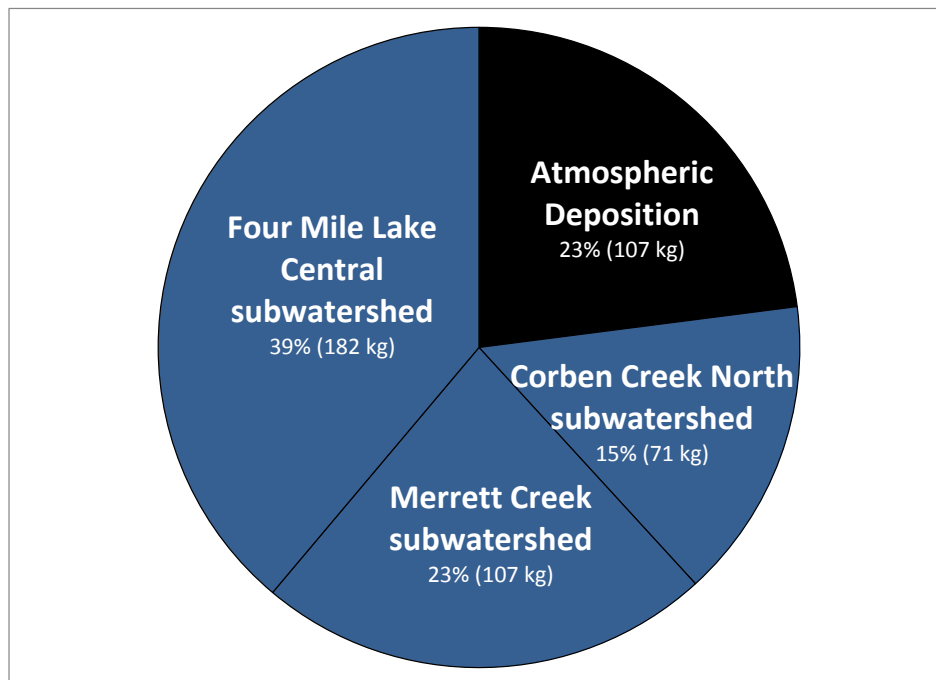 Atmospheric
Deposition
23% (107 kg)
Corben Creek North
subwatershed
15% (71 kg)
Merrett Creek
subwatershed
23% (107 kg)
Four Mile Lake
Central
subwatershed
39% (182 kg)